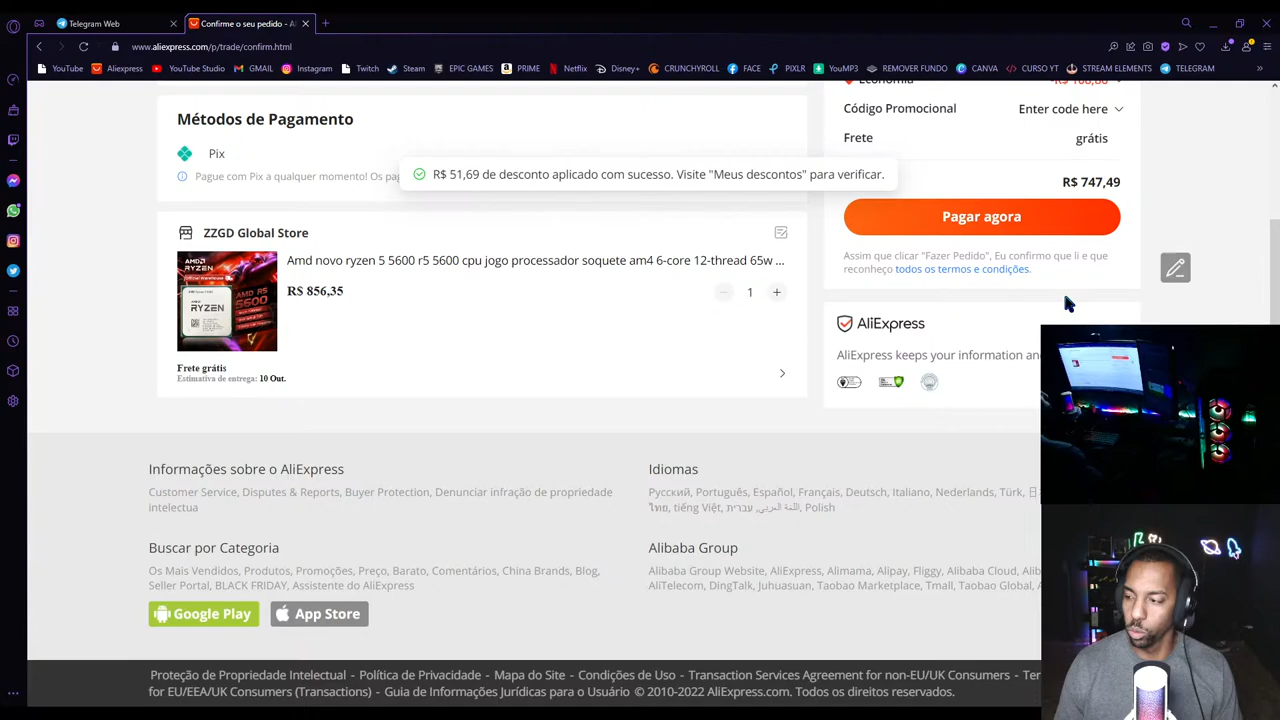 Telegram Web
Confirme o seu pedido - A
www.aliexpress.com/p/trade/confirm.html
YouTube
Aliexpress
YouTube Studio
GMAIL
Instagram
Twitch
Steam
EPIC GAMES
PRIME
Netflix
Disney+
CRUNCHYROLL
FACE
PIXLR
YouMP3
REMOVER FUNDO
CANVA
CURSO YT
STREAM ELEMENTS
TELEGRAM
Economia
Métodos de Pagamento
Código Promocional
Enter code here
Pix
Frete
grátis
Pague com Pix a qualquer momento! Os pag
R$ 51,69 de desconto aplicado com sucesso. Visite "Meus descontos" para verificar.
R$ 747,49
Pagar agora
ZZGD Global Store
Amd novo ryzen 5 5600 r5 5600 cpu jogo processador soquete am4 6-core 12-thread 65w ...
R$ 856,35
1
AMD
RYZEN
RYZEN
Frete grátis
Estimativa de entrega: 10 Out.
Assim que clicar "Fazer Pedido", Eu confirmo que li e que
reconheço todos os termos e condições.
AliExpress
AliExpress keeps your information and
Informações sobre o AliExpress
Customer Service, Disputes & Reports, Buyer Protection, Denunciar infração de propriedade
intelectua
Idiomas
Русский, Português, Español, Français, Deutsch, Italiano, Nederlands, Türk,
ไทย, tiếng Việt, اللغة العربي, עברית, Polish
Buscar por Categoria
Os Mais Vendidos, Produtos, Promoções, Preço, Barato, Comentários, China Brands, Blog,
Seller Portal, BLACK FRIDAY, Assistente do AliExpress
Alibaba Group
Alibaba Group Website, AliExpress, Alimama, Alipay, Fliggy, Alibaba Cloud, Alib
AliTelecom, DingTalk, Juhuasuan, Taobao Marketplace, Tmall, Taobao Global,
Google Play
App Store
Proteção de Propriedade Intelectual - Política de Privacidade - Mapa do Site - Condições de Uso - Transaction Services Agreement for non-EU/UK Consumers - Ter
for EU/EEA/UK Consumers (Transactions) - Guia de Informações Jurídicas para o Usuário © 2010-2022 AliExpress.com. Todos os direitos reservados.